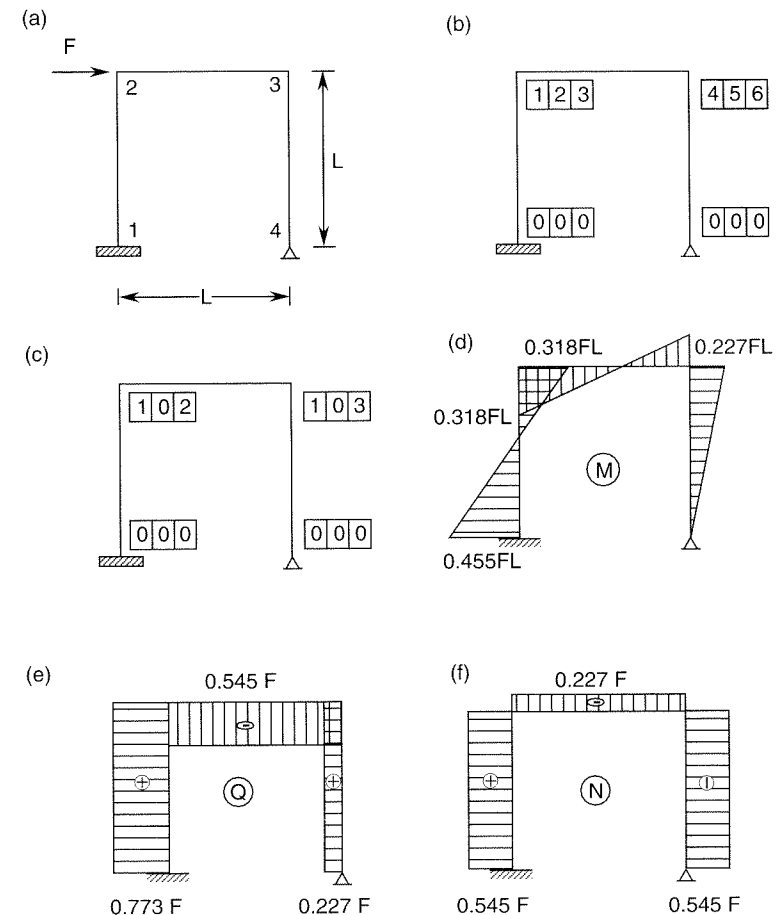 (a)
F
2 3
L
1 4
L
(b)
1 2 3 4 5 6
0 0 0 0 0 0
(c)
1 0 2 1 0 3
0 0 0 0 0 0
(d)
0.318FL 0.227FL
0.318FL
M
0.455FL
(e)
0.545 F
+ - +
Q
0.773 F 0.227 F
(f)
0.227 F
-
+ N -
0.545 F 0.545 F